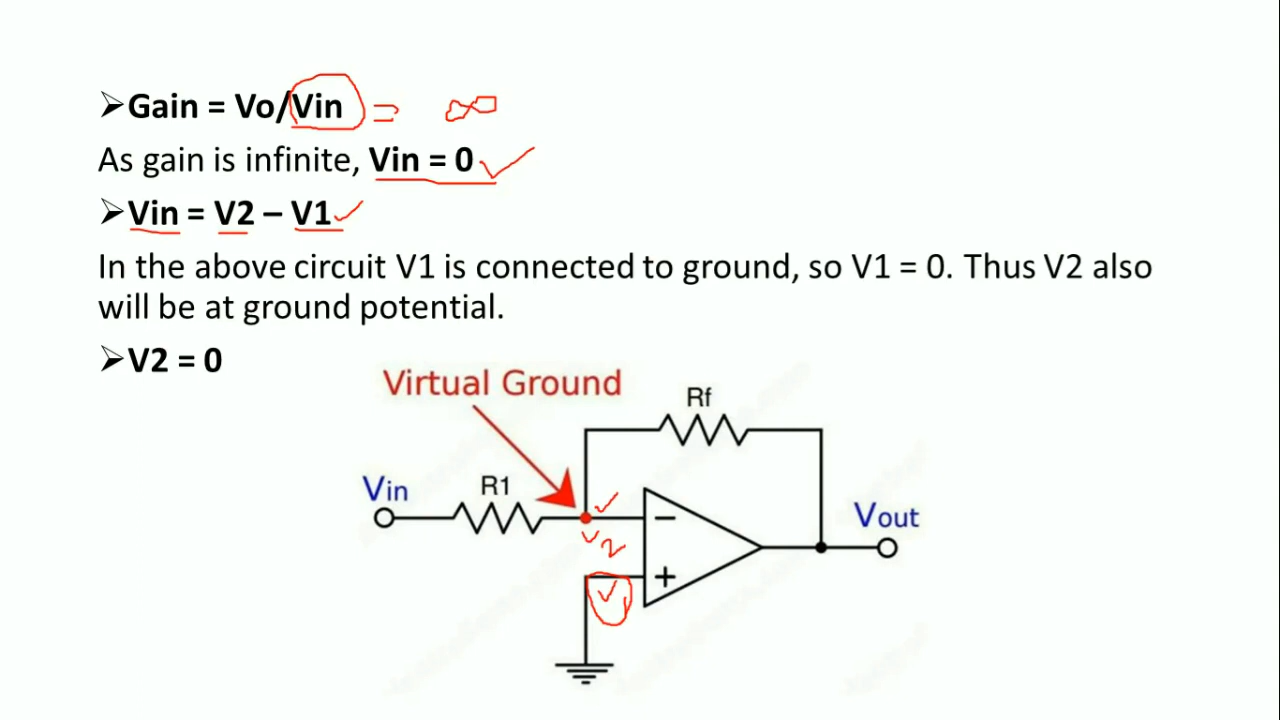 ➢Gain = Vo/Vin = ∞
As gain is infinite, Vin = 0
➢Vin = V2 – V1
In the above circuit V1 is connected to ground, so V1 = 0. Thus V2 also
will be at ground potential.
➢V2 = 0
Virtual Ground
Rf
Vin
R1
Vout
−
V2
+
V1